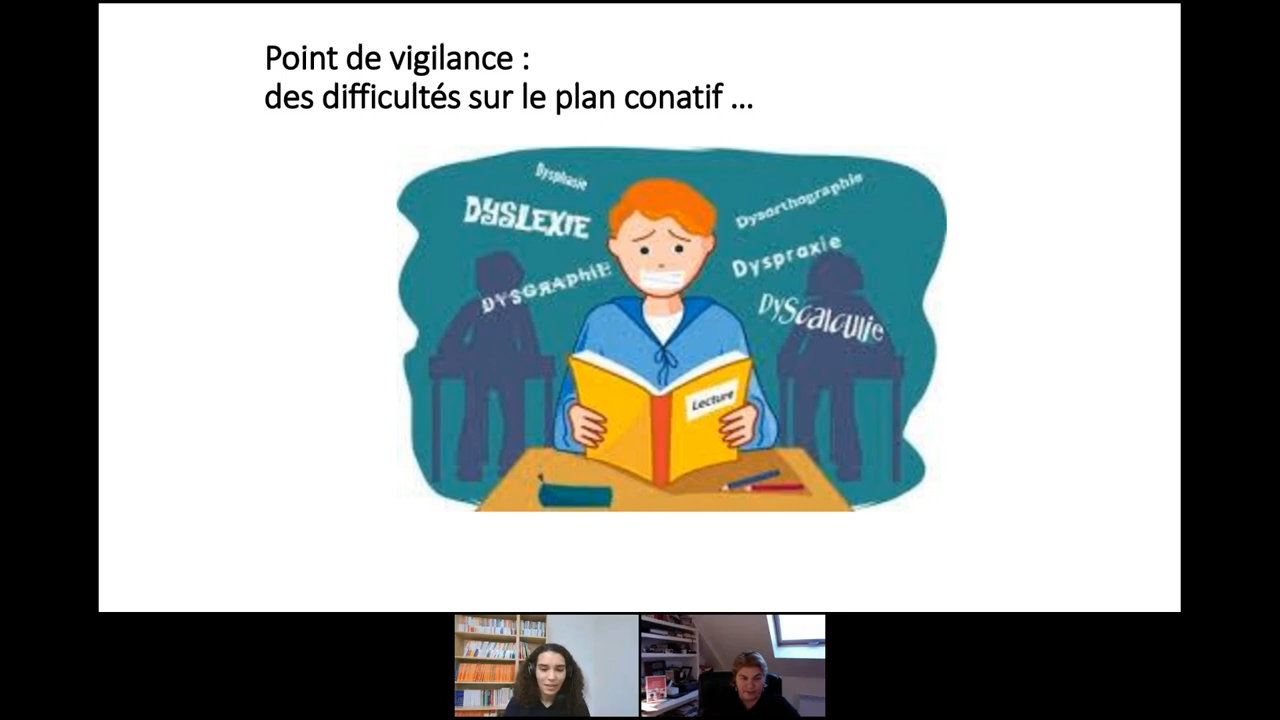 Point de vigilance :
des difficultés sur le plan conatif ...
Dysphasie
DYSLEXIE
DYSGRAPHIE
Dysorthographie
Dyspraxie
DYScalculie
Lecture